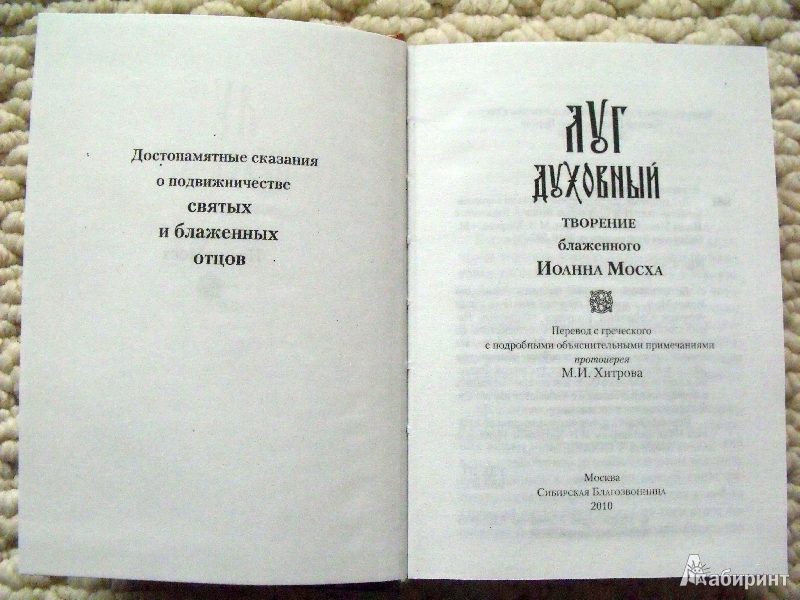 Достопамятные сказания
о подвижничестве
святых
и блаженных
отцов
ЛУГ
ДУХОВНЫЙ
ТВОРЕНИЕ
блаженного
Иоанна Мосха
Перевод с греческого
с подробными объяснительными примечаниями
протоиерея
М.И. Хитрова
Москва
Сибирская Благозвонница
2010
Лабиринт